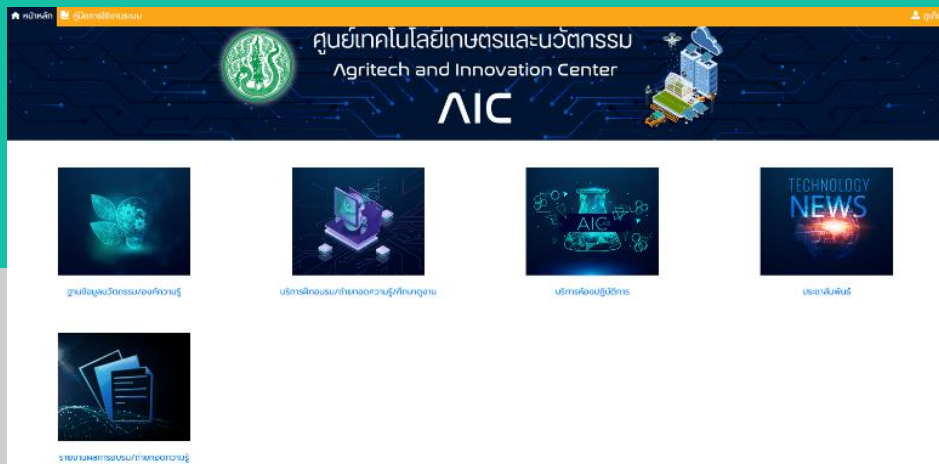 หน้าหลัก คู่มือการใช้งานระบบ
ศูนย์เทคโนโลยีเกษตรและนวัตกรรม
Agritech and Innovation Center
AIC
TECHNOLOGY
NEWS
AIC
ฐานข้อมูลนวัตกรรม/องค์ความรู้ บริการฝึกอบรม/ถ่ายทอดความรู้/ศึกษาดูงาน บริการห้องปฏิบัติการ ประชาสัมพันธ์
รายงานผลการอบรม/ถ่ายทอดความรู้